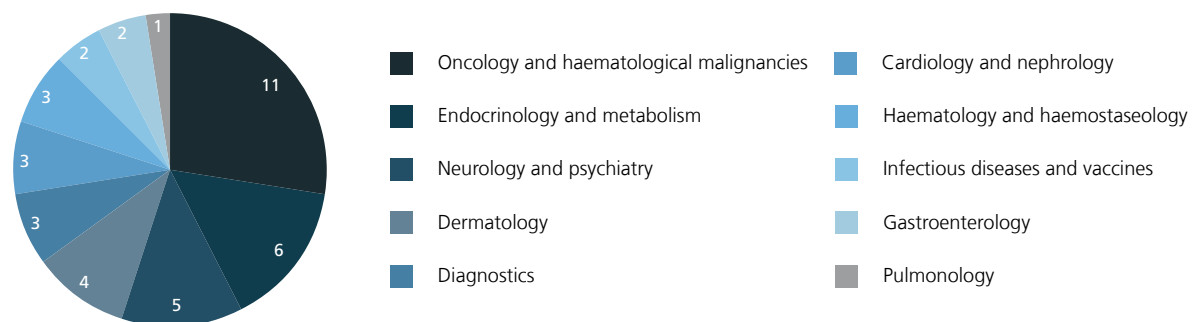 1
2
2
3
3
3
4
5
6
11
Oncology and haematological malignancies
Endocrinology and metabolism
Neurology and psychiatry
Dermatology
Diagnostics
Cardiology and nephrology
Haematology and haemostaseology
Infectious diseases and vaccines
Gastroenterology
Pulmonology